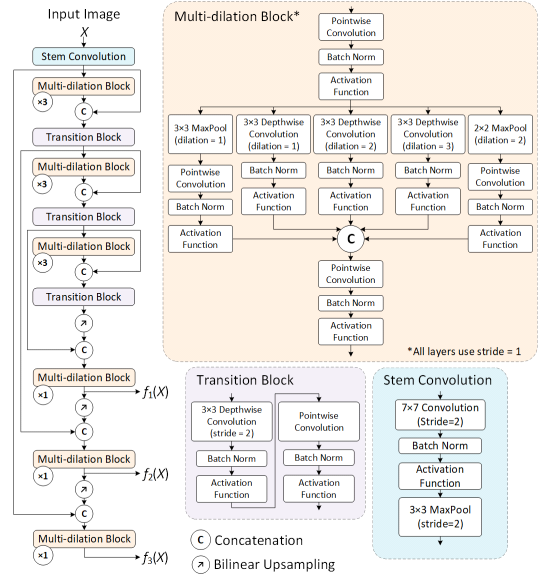 Input Image
X
Stem Convolution
Multi-dilation Block
×3
C
Transition Block
Multi-dilation Block
×3
C
Transition Block
Multi-dilation Block
×3
C
Transition Block
C
Multi-dilation Block
×1
f1(X)
C
Multi-dilation Block
×1
f2(X)
C
Multi-dilation Block
×1
f3(X)
Multi-dilation Block*
Pointwise
Convolution
Batch Norm
Activation
Function
3×3 MaxPool
(dilation = 1)
Pointwise
Convolution
Batch Norm
Activation
Function
3×3 Depthwise
Convolution
(dilation = 1)
Batch Norm
Activation
Function
3×3 Depthwise
Convolution
(dilation = 2)
Batch Norm
Activation
Function
3×3 Depthwise
Convolution
(dilation = 3)
Batch Norm
Activation
Function
2×2 MaxPool
(dilation = 2)
Pointwise
Convolution
Batch Norm
Activation
Function
C
Pointwise
Convolution
Batch Norm
Activation
Function
*All layers use stride = 1
Transition Block
3×3 Depthwise
Convolution
(stride = 2)
Batch Norm
Activation
Function
Pointwise
Convolution
Batch Norm
Activation
Function
Stem Convolution
7×7 Convolution
(Stride=2)
Batch Norm
Activation
Function
3×3 MaxPool
(stride=2)
C Concatenation
Bilinear Upsampling